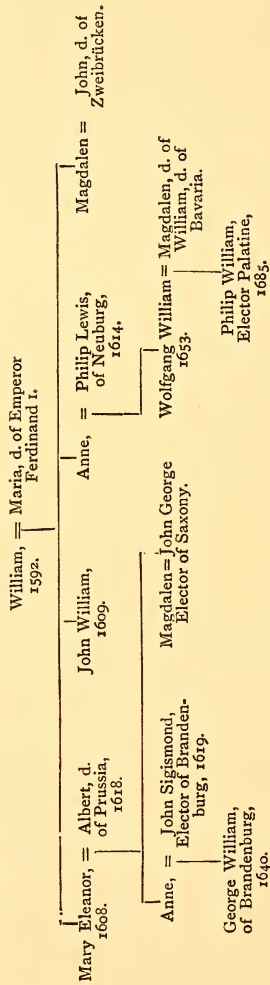 William, = Maria, d. of Emperor
1592. Ferdinand I.
Mary Eleanor, = Albert, d.
1608. of Prussia,
1618.
John William,
1609.
Anne, = Philip Lewis,
of Neuburg,
1614.
Magdalen = John, d. of
Zweibrücken.
Anne, = John Sigismond,
Elector of Branden-
burg, 1619.
Magdalen = John George
Elector of Saxony.
Wolfgang William = Magdalen, d. of
1653. William, d. of
Bavaria.
George William,
of Brandenburg,
1640.
Philip William,
Elector Palatine,
1685.